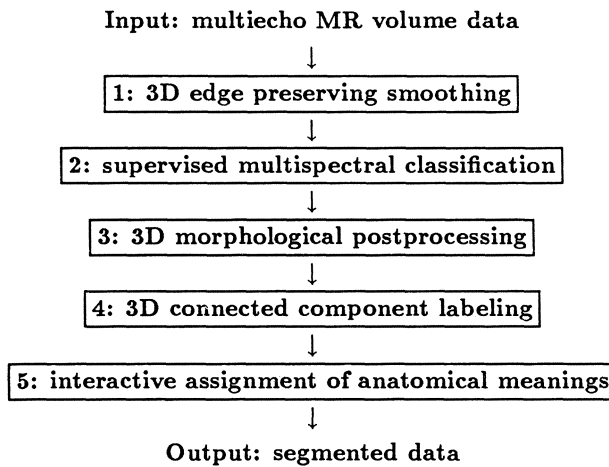 Input: multiecho MR volume data
↓
1: 3D edge preserving smoothing
↓
2: supervised multispectral classification
↓
3: 3D morphological postprocessing
↓
4: 3D connected component labeling
↓
5: interactive assignment of anatomical meanings
↓
Output: segmented data